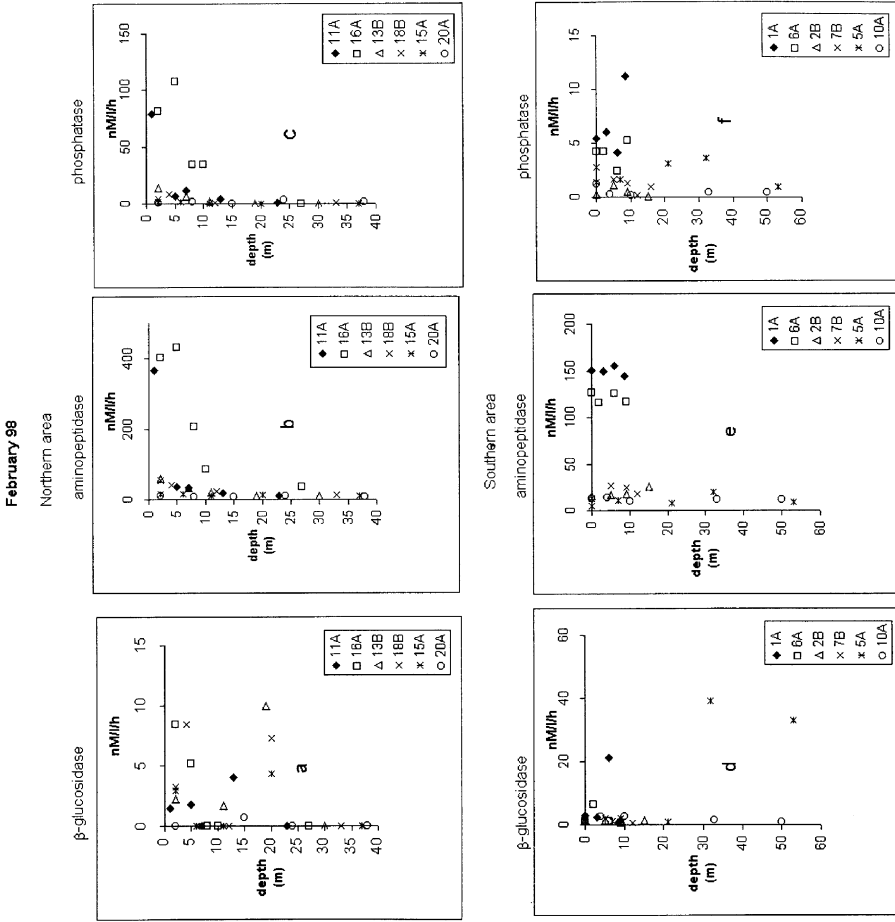 February 98
Northern area
β-glucosidase
aminopeptidase
phosphatase
nM/l/h
0 5 10 15
0
10
20
30
40
depth
(m)
a
11A
16A
13B
18B
15A
20A
nM/l/h
0 200 400
0
5
10
15
20
25
30
35
40
depth
(m)
b
11A
16A
13B
18B
15A
20A
nM/l/h
0 50 100 150
0
5
10
15
20
25
30
35
40
depth
(m)
c
11A
16A
13B
18B
15A
20A
Southern area
β-glucosidase
aminopeptidase
phosphatase
nM/l/h
0 20 40 60
0
10
20
30
40
50
60
depth
(m)
d
1A
6A
2B
7B
5A
10A
nM/l/h
0 50 100 150 200
0
10
20
30
40
50
60
depth
(m)
e
1A
6A
2B
7B
5A
10A
nM/l/h
0 5 10 15
0
10
20
30
40
50
60
depth
(m)
f
1A
6A
2B
7B
5A
10A